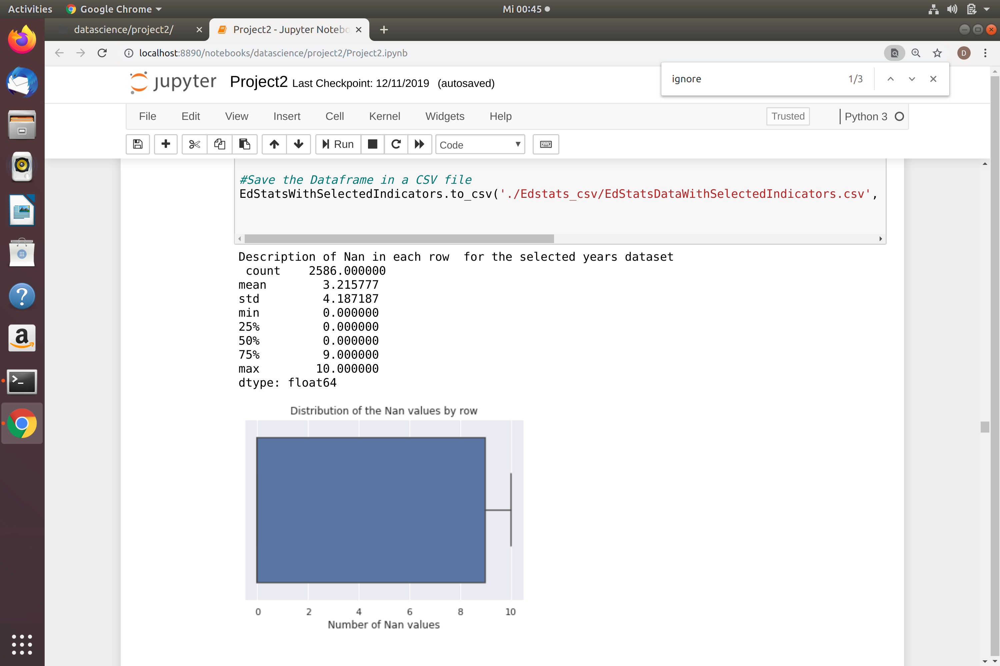 Activities Google Chrome Mi 00:45
datascience/project2/ Project2 - Jupyter Notebo
localhost:8890/notebooks/datascience/project2/Project2.ipynb D
ignore 1/3
jupyter Project2 Last Checkpoint: 12/11/2019 (autosaved)
File Edit View Insert Cell Kernel Widgets Help Trusted Python 3
Run Code
#Save the Dataframe in a CSV file
EdStatsWithSelectedIndicators.to_csv('./Edstats_csv/EdStatsDataWithSelectedIndicators.csv',
Description of Nan in each row  for the selected years dataset
 count    2586.000000
mean        3.215777
std         4.187187
min         0.000000
25%         0.000000
50%         0.000000
75%         9.000000
max        10.000000
dtype: float64
Distribution of the Nan values by row
0 2 4 6 8 10
Number of Nan values